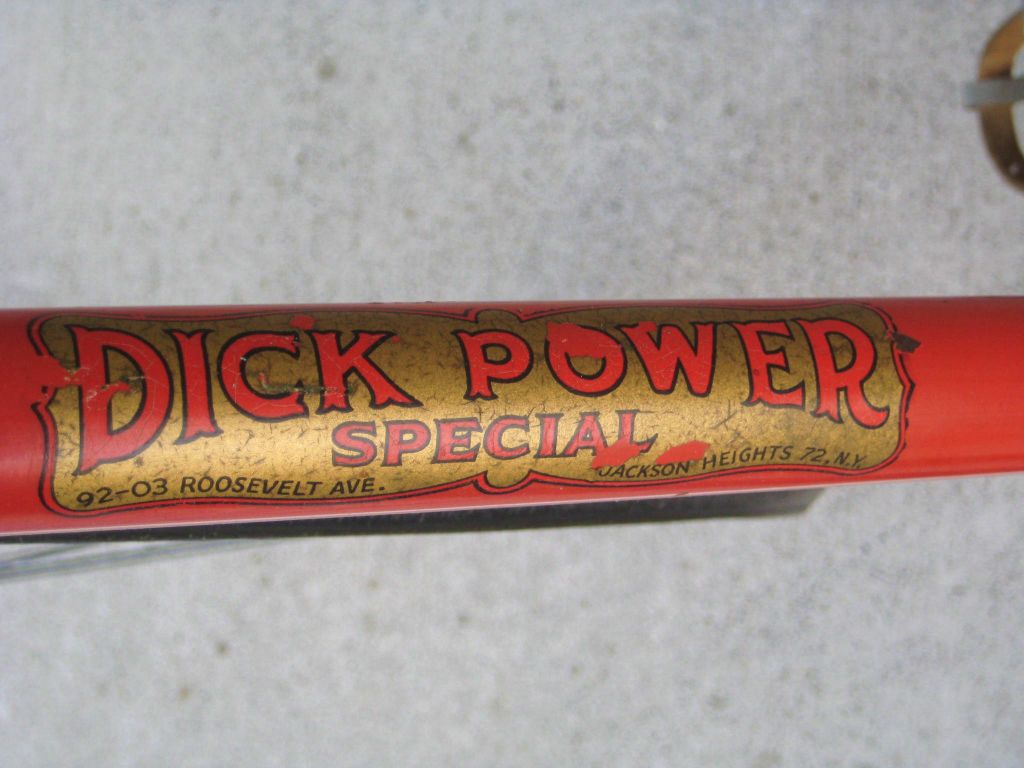 DICK POWER
SPECIAL
92-03 ROOSEVELT AVE.
JACKSON HEIGHTS 72, N.Y.